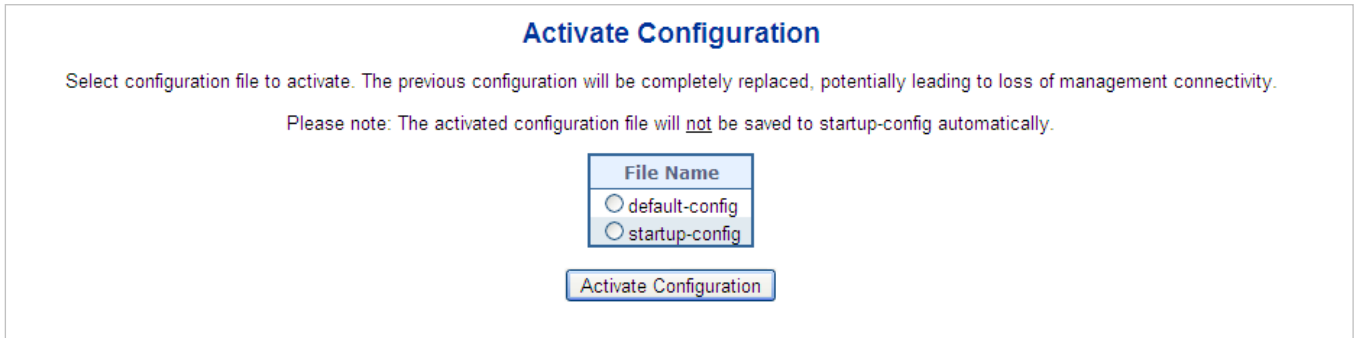 Activate Configuration
Select configuration file to activate. The previous configuration will be completely replaced, potentially leading to loss of management connectivity.
Please note: The activated configuration file will not be saved to startup-config automatically.
File Name
default-config
startup-config
Activate Configuration